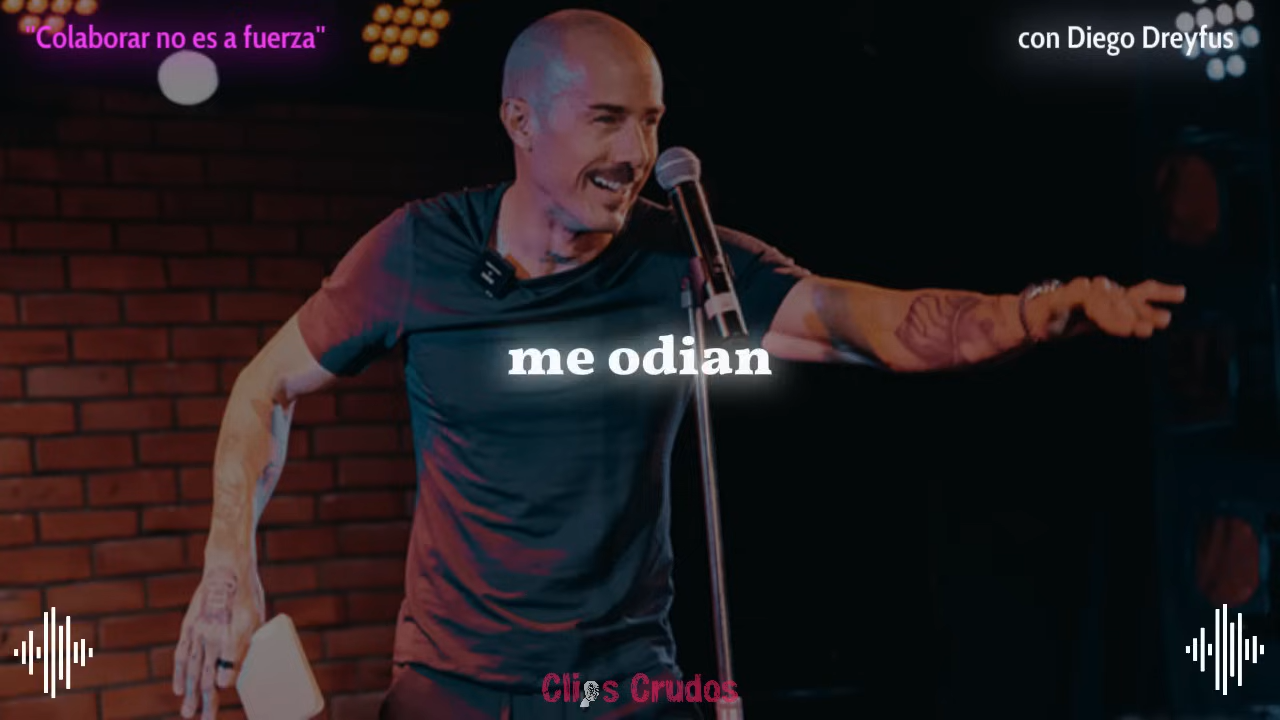 "Colaborar no es a fuerza"
con Diego Dreyfus
me odian
Clips Crudos